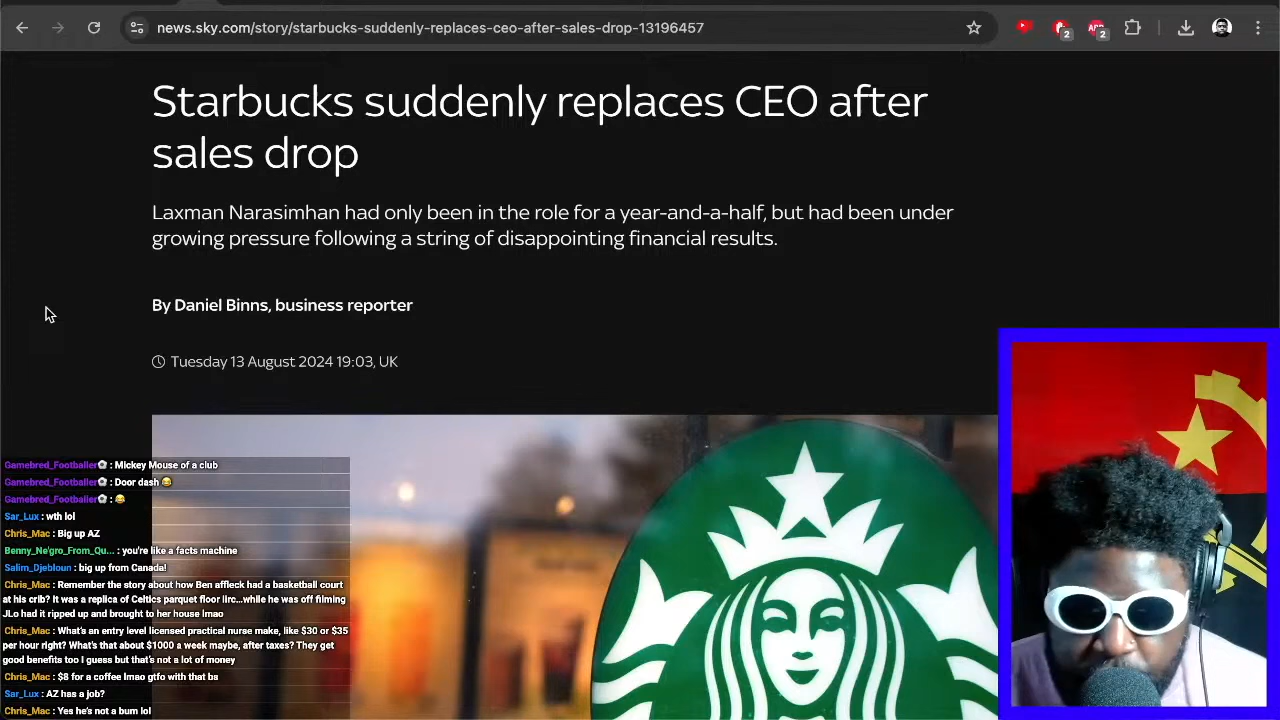 news.sky.com/story/starbucks-suddenly-replaces-ceo-after-sales-drop-13196457
2
2
Starbucks suddenly replaces CEO after
sales drop
Laxman Narasimhan had only been in the role for a year-and-a-half, but had been under
growing pressure following a string of disappointing financial results.
By Daniel Binns, business reporter
Tuesday 13 August 2024 19:03, UK
Gamebred_Footballer⚽ : Mickey Mouse of a club
Gamebred_Footballer⚽ : Door dash 😂
Gamebred_Footballer⚽ : 😂
Sar_Lux : wth lol
Chris_Mac : Big up AZ
Benny_Ne'gro_From_Qu... : you're like a facts machine
Salim_Djebloun : big up from Canada!
Chris_Mac : Remember the story about how Ben affleck had a basketball court
at his crib? It was a replica of Celtics parquet floor iirc...while he was off filming
JLo had it ripped up and brought to her house lmao
Chris_Mac : What's an entry level licensed practical nurse make, like $30 or $35
per hour right? What's that about $1000 a week maybe, after taxes? They get
good benefits too I guess but that's not a lot of money
Chris_Mac : $8 for a coffee lmao gtfo with that bs
Sar_Lux : AZ has a job?
Chris_Mac : Yes he's not a bum lol